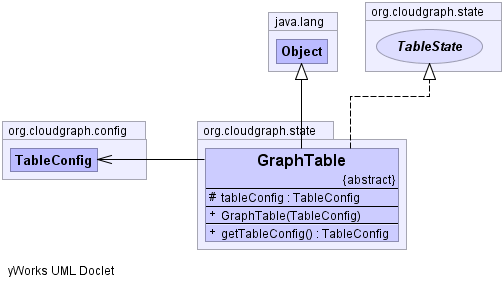 org.cloudgraph.state
java.lang
TableState
Object
org.cloudgraph.config
org.cloudgraph.state
TableConfig
GraphTable
{abstract}
# tableConfig : TableConfig
+ GraphTable(TableConfig)
+ getTableConfig() : TableConfig
yWorks UML Doclet